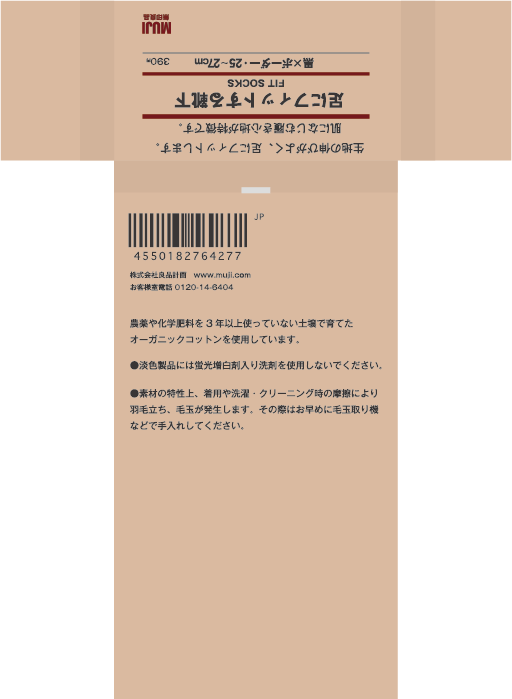 生地の伸びがよく、足にフィットします。
肌になじむ履き心地が特徴です。
足にフィットする靴下
FIT SOCKS
黒×ボーダー・25~27cm 390
MUJI
無印良品
JP
4550182764277
株式会社良品計画 www.muji.com
お客様室電話 0120-14-6404
農薬や化学肥料を3年以上使っていない土壌で育てた
オーガニックコットンを使用しています。
●淡色製品には蛍光増白剤入り洗剤を使用しないでください。
●素材の特性上、着用や洗濯・クリーニング時の摩擦により
羽毛立ち、毛玉が発生します。その際はお早めに毛玉取り機
などで手入れしてください。